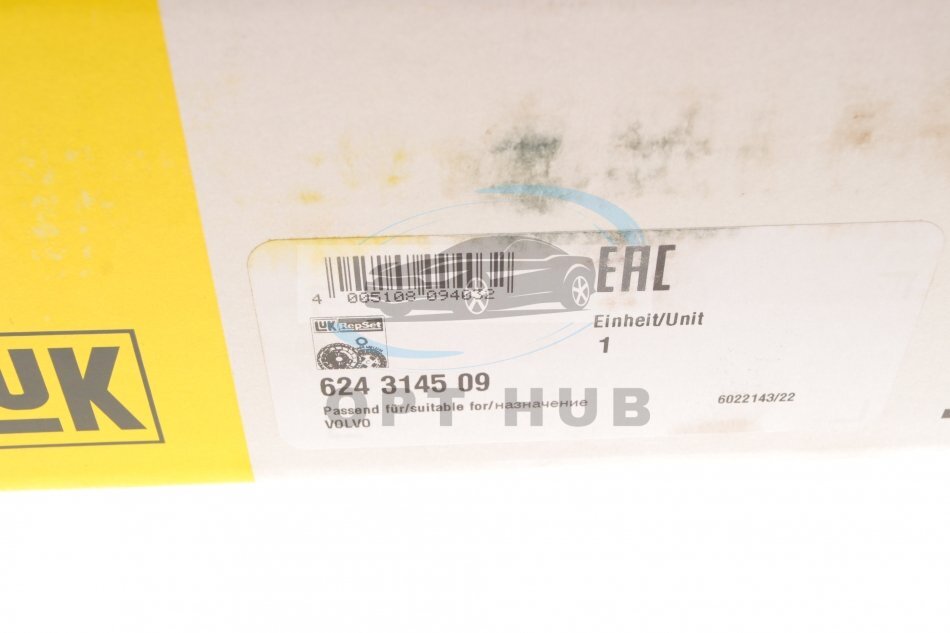 EAC
4 005108 094032
LUK RepSet
Einheit/Unit
1
624 3145 09
Passend für/suitable for/назначение
VOLVO
6022143/22
OPT HUB
LUK